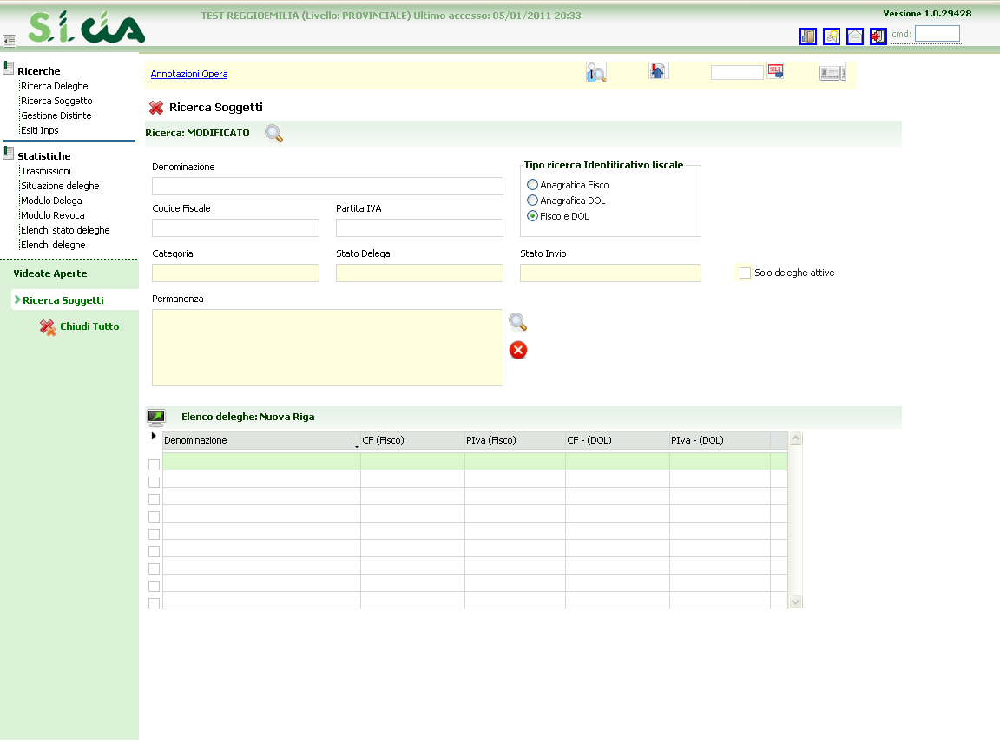 TEST REGGIOEMILIA (Livello: PROVINCIALE) Ultimo accesso: 05/01/2011 20:33
Versione 1.0.29428
S.I. CIA
cmd:
Ricerche
Ricerca Deleghe
Ricerca Soggetto
Gestione Distinte
Esiti Inps
Statistiche
Trasmissioni
Situazione deleghe
Modulo Delega
Modulo Revoca
Elenchi stato deleghe
Elenchi deleghe
Videate Aperte
Ricerca Soggetti
Chiudi Tutto
Annotazioni Opera
SELE
Ricerca Soggetti
Ricerca: MODIFICATO
Denominazione
Tipo ricerca Identificativo fiscale
Anagrafica Fisco
Anagrafica DOL
Fisco e DOL
Codice Fiscale
Partita IVA
Categoria
Stato Delega
Stato Invio
Solo deleghe attive
Permanenza
Elenco deleghe: Nuova Riga
Denominazione
CF (Fisco)
PIva (Fisco)
CF - (DOL)
PIva - (DOL)